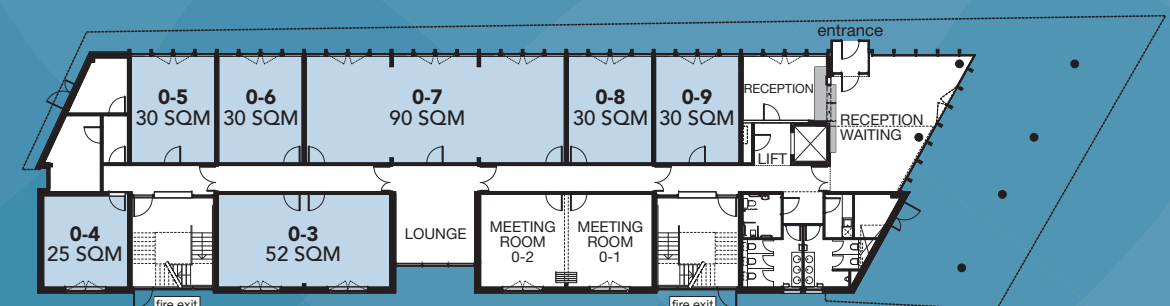 entrance
0-5
30 SQM
0-6
30 SQM
0-7
90 SQM
0-8
30 SQM
0-9
30 SQM
RECEPTION
RECEPTION
WAITING
LIFT
0-4
25 SQM
0-3
52 SQM
LOUNGE
MEETING
ROOM
0-2
MEETING
ROOM
0-1
fire exit
fire exit